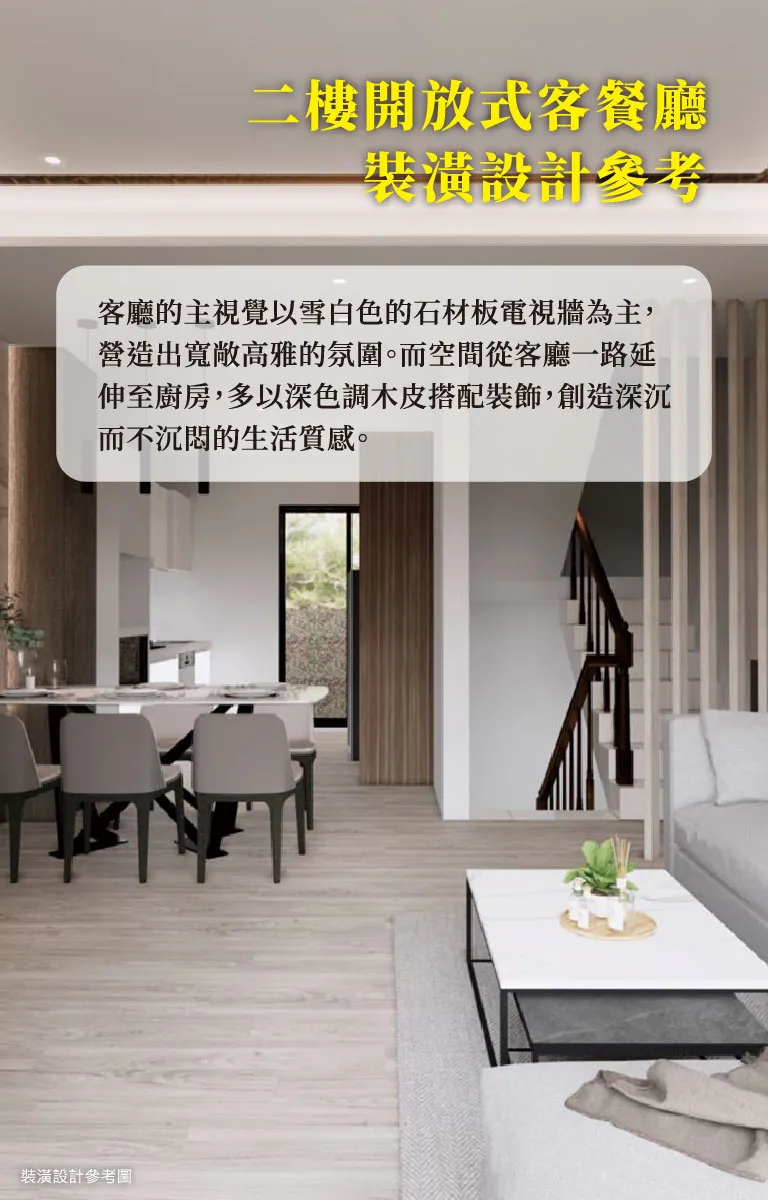 二樓開放式客餐廳
裝潢設計參考
客廳的主視覺以雪白色的石材板電視牆為主，
營造出寬敞高雅的氛圍。而空間從客廳一路延
伸至廚房，多以深色調木皮搭配裝飾，創造深沉
而不沉悶的生活質感。
裝潢設計參考圖